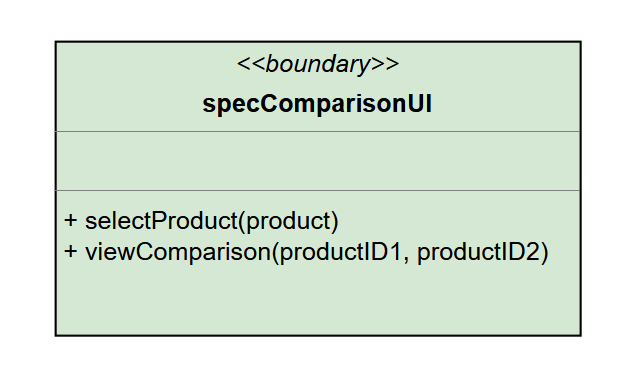 <<boundary>>
specComparisonUI
+ selectProduct(product)
+ viewComparison(productID1, productID2)